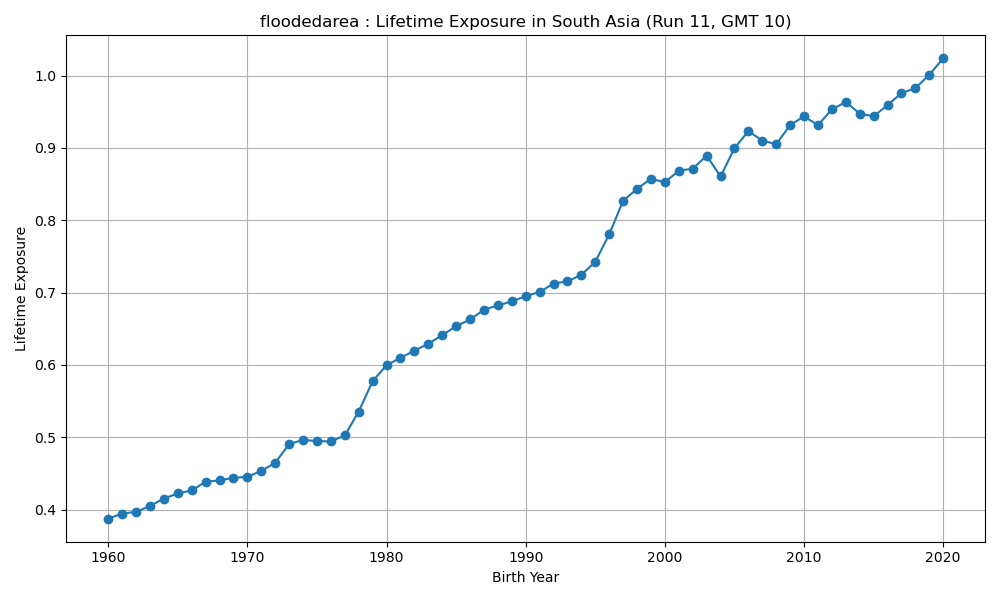 floodedarea : Lifetime Exposure in South Asia (Run 11, GMT 10)
Lifetime Exposure
1.0
0.9
0.8
0.7
0.6
0.5
0.4
1960 1970 1980 1990 2000 2010 2020
Birth Year